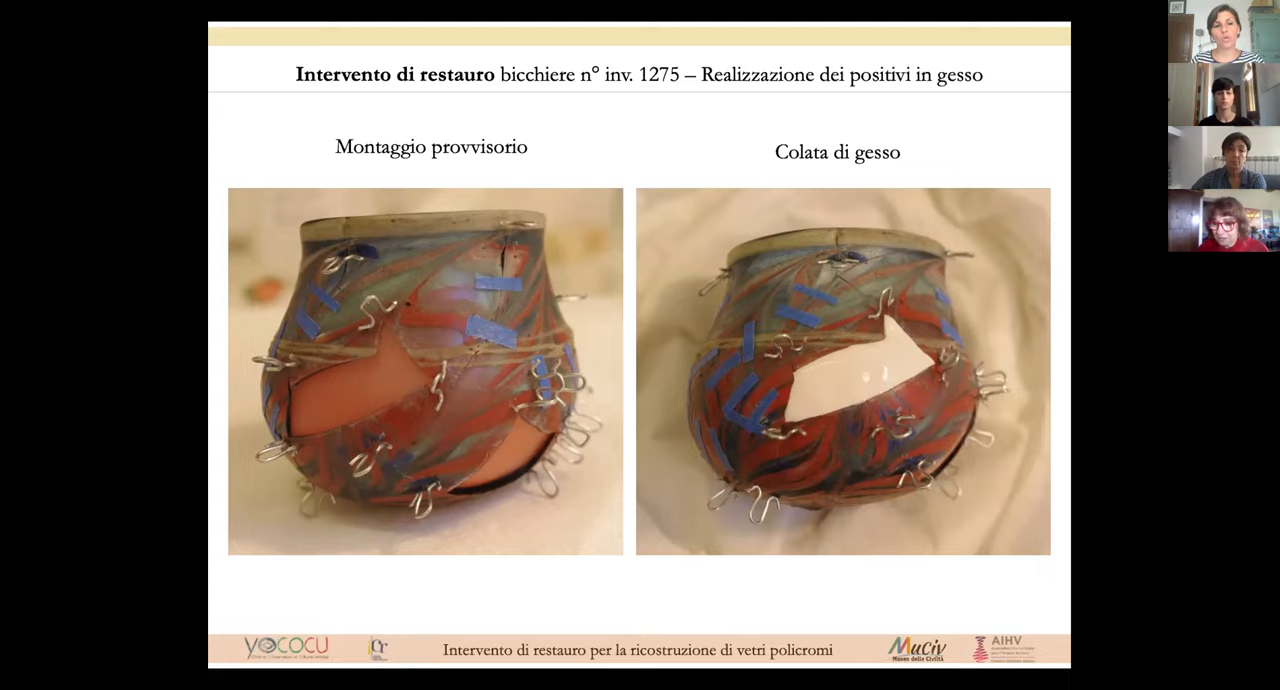 Intervento di restauro bicchiere n° inv. 1275 – Realizzazione dei positivi in gesso
Montaggio provvisorio
Colata di gesso
YOCOCU
Intervento di restauro per la ricostruzione di vetri policromi
MuCiv
Museo delle Civiltà
AIHV